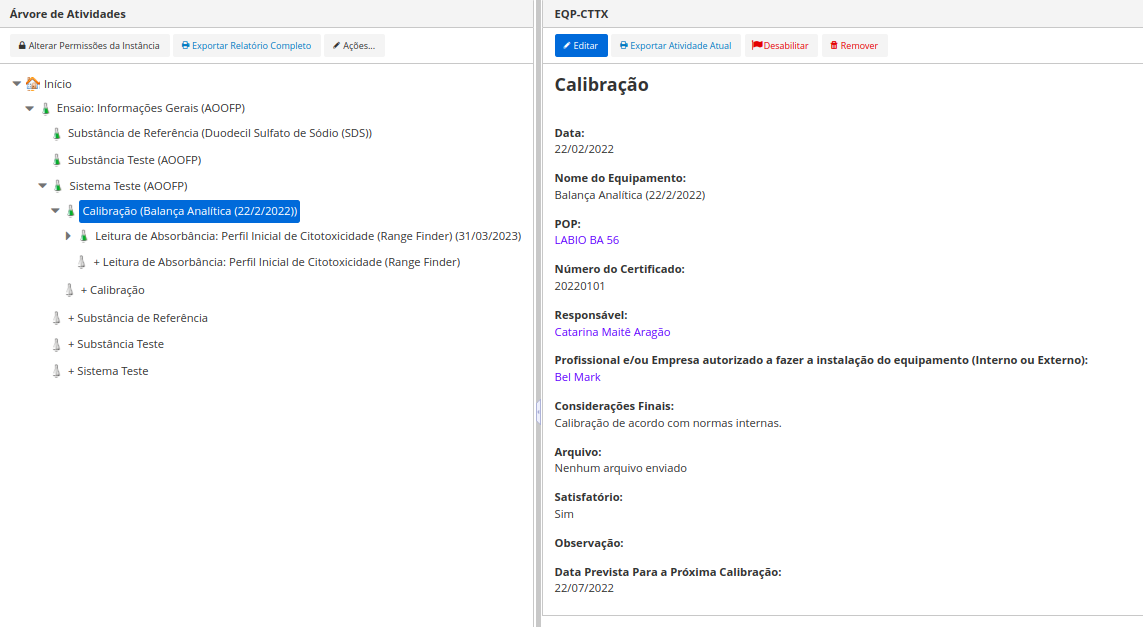 Árvore de Atividades
Alterar Permissões da Instância
Exportar Relatório Completo
Ações...
Início
Ensaio: Informações Gerais (AOOFP)
Substância de Referência (Duodecil Sulfato de Sódio (SDS))
Substância Teste (AOOFP)
Sistema Teste (AOOFP)
Calibração (Balança Analítica (22/2/2022))
Leitura de Absorbância: Perfil Inicial de Citotoxicidade (Range Finder) (31/03/2023)
+ Leitura de Absorbância: Perfil Inicial de Citotoxicidade (Range Finder)
+ Calibração
+ Substância de Referência
+ Substância Teste
+ Sistema Teste
EQP-CTTX
Editar
Exportar Atividade Atual
Desabilitar
Remover
Calibração
Data:
22/02/2022
Nome do Equipamento:
Balança Analítica (22/2/2022)
POP:
LABIO BA 56
Número do Certificado:
20220101
Responsável:
Catarina Maitê Aragão
Profissional e/ou Empresa autorizado a fazer a instalação do equipamento (Interno ou Externo):
Bel Mark
Considerações Finais:
Calibração de acordo com normas internas.
Arquivo:
Nenhum arquivo enviado
Satisfatório:
Sim
Observação:
Data Prevista Para a Próxima Calibração:
22/07/2022